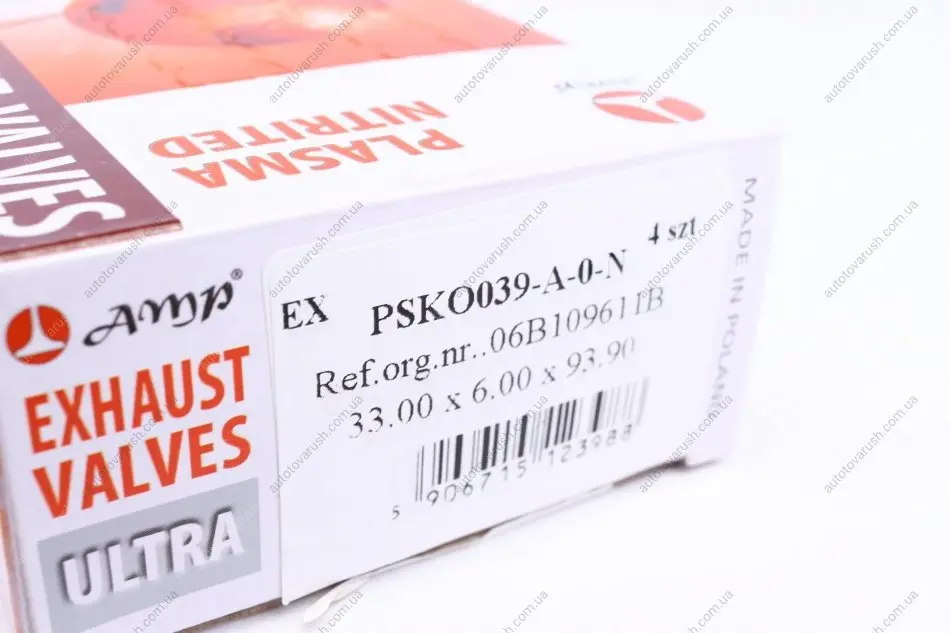 VALVES
PLASMA
NITRITED
AMP®
EXHAUST
VALVES
ULTRA
EX PSKO039-A-0-N 4 szt
Ref.org.nr..06B109611B
33.00 x 6.00 x 93.90
5 906715 123988
MADE IN POLAND
autotovarush.com.ua